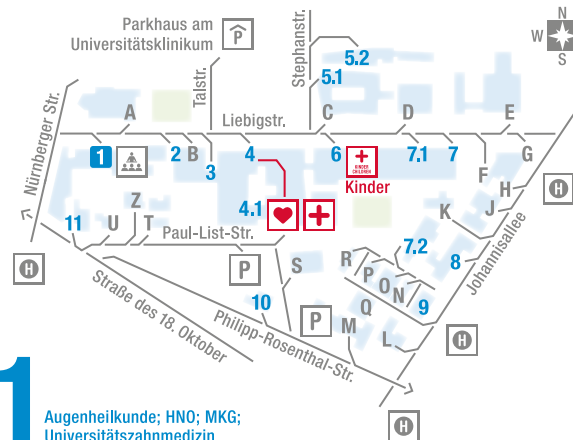 Parkhaus am
Universitätsklinikum
P
Stephanstr.
5.2
5.1
N
W
S
Talstr.
Nürnberger Str.
A
Liebigstr.
C
D
E
1
2
B
3
4
6
KINDER
CHILDREN
Kinder
7.1
7
F
G
H
H
4.1
Z
11
U
T
Paul-List-Str.
K
J
7.2
Johannisallee
8
H
P
S
R
P
O
N
9
Q
10
P
M
L
H
Straße des 18. Oktober
Philipp-Rosenthal-Str.
H
1
Augenheilkunde; HNO; MKG;
Universitätszahnmedizin